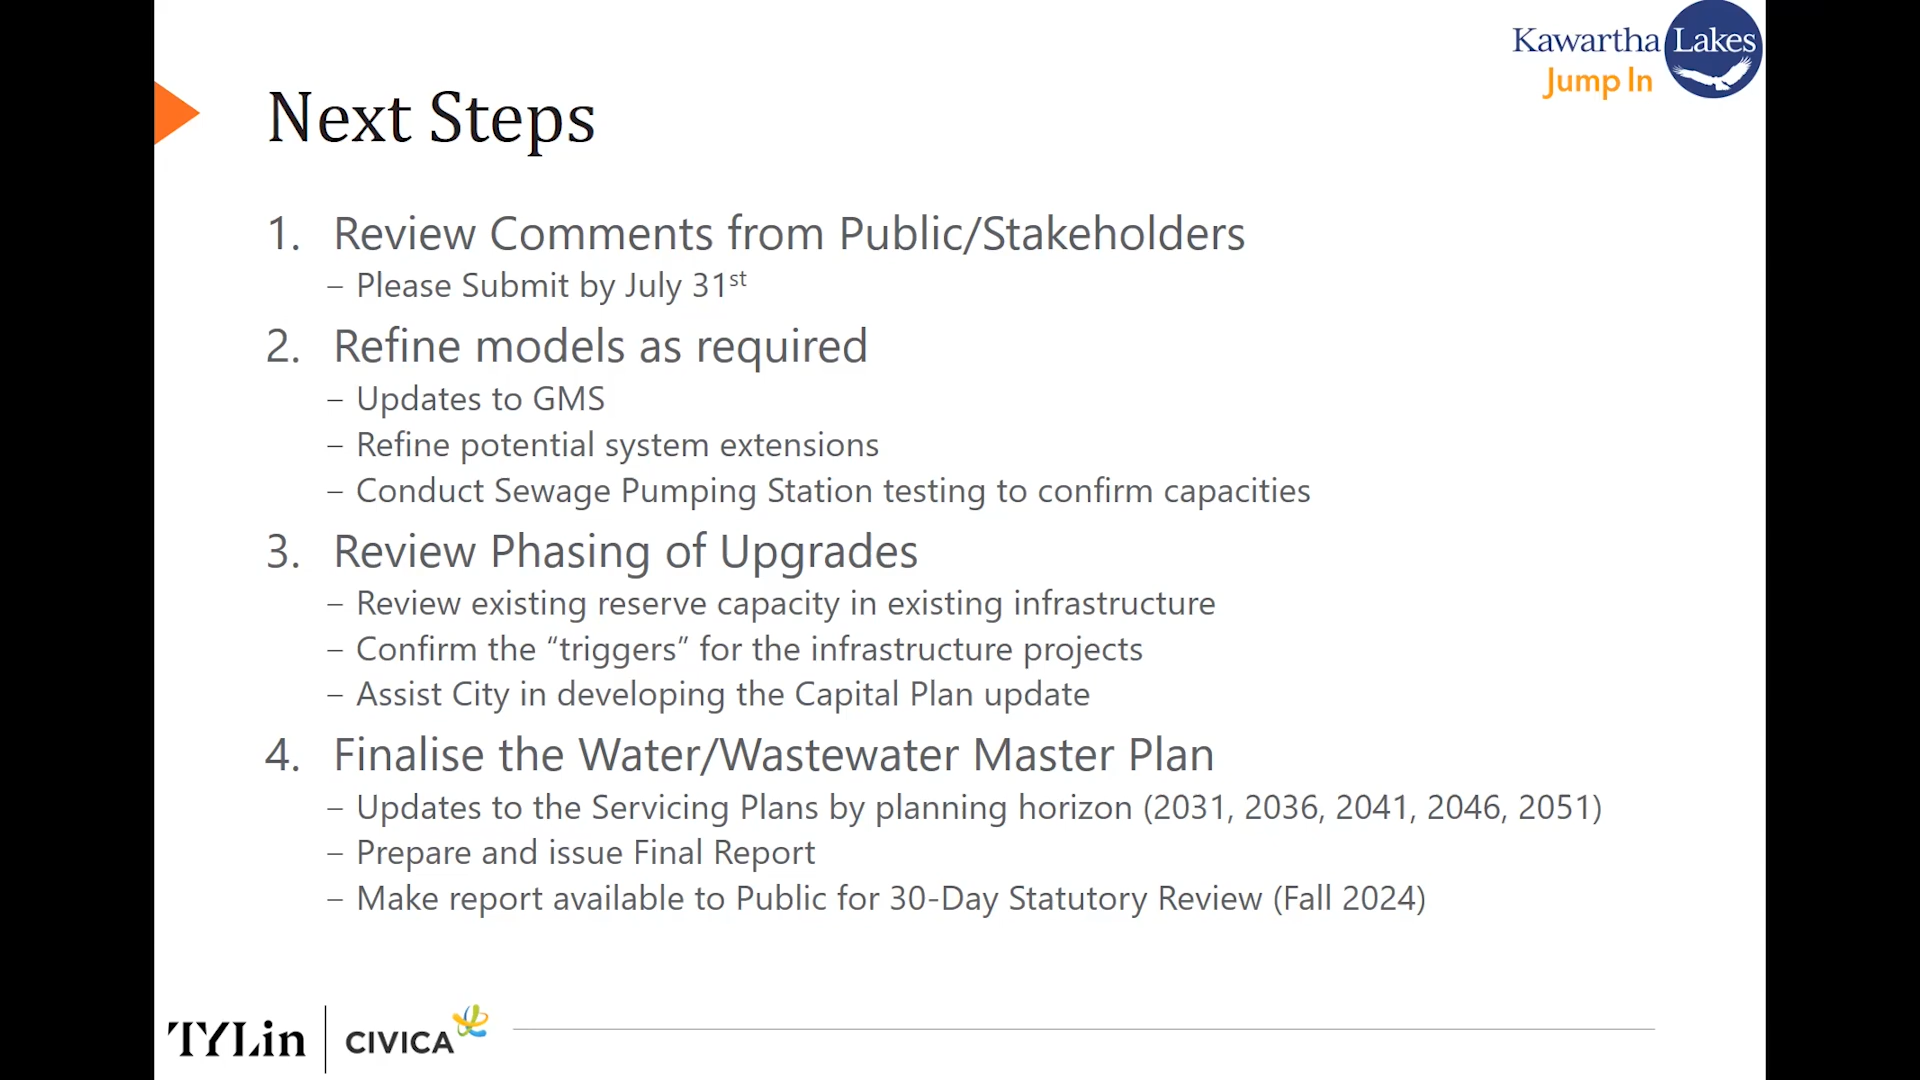 Kawartha Lakes
Jump In
Next Steps
1. Review Comments from Public/Stakeholders
– Please Submit by July 31st
2. Refine models as required
– Updates to GMS
– Refine potential system extensions
– Conduct Sewage Pumping Station testing to confirm capacities
3. Review Phasing of Upgrades
– Review existing reserve capacity in existing infrastructure
– Confirm the “triggers” for the infrastructure projects
– Assist City in developing the Capital Plan update
4. Finalise the Water/Wastewater Master Plan
– Updates to the Servicing Plans by planning horizon (2031, 2036, 2041, 2046, 2051)
– Prepare and issue Final Report
– Make report available to Public for 30-Day Statutory Review (Fall 2024)
TYLin CIVICA